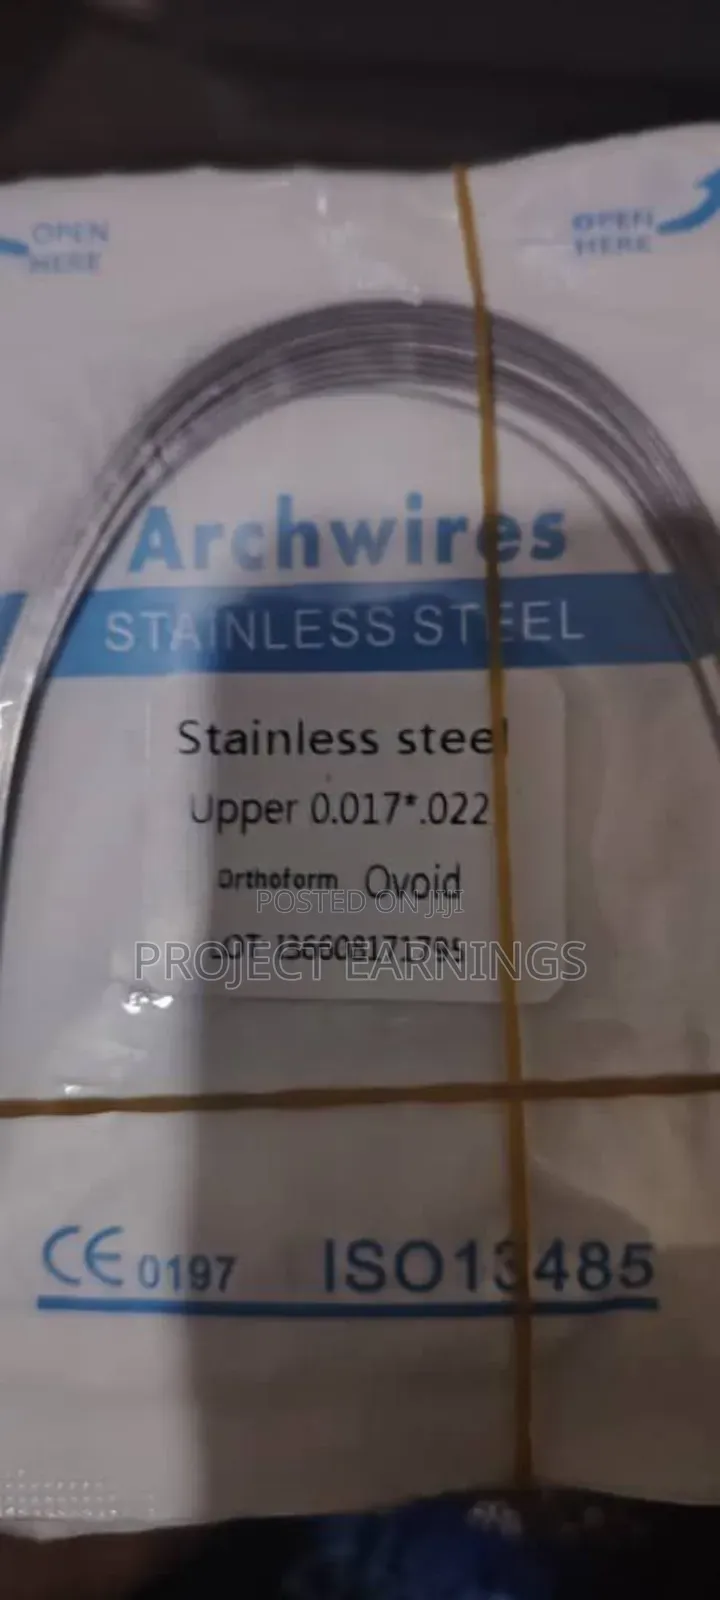 OPEN
HERE
OPEN
HERE
Archwires
STAINLESS STEEL
Stainless steel
Upper 0.017*.022
Orthoform Ovoid
POSTED ON JIJI
LOT
PROJECT EARNINGS
CE 0197 ISO13485